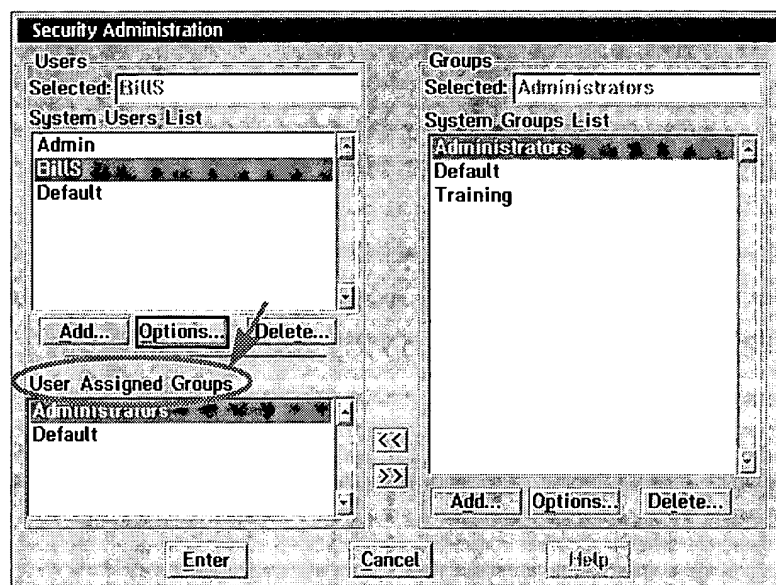 Security Administration
Users
Selected: BillS
System Users List
Admin
BillS
Default
Add... Options... Delete...
User Assigned Groups
Administrators
Default
Groups
Selected: Administrators
System Groups List
Administrators
Default
Training
<<
>>
Add... Options... Delete...
Enter Cancel Help